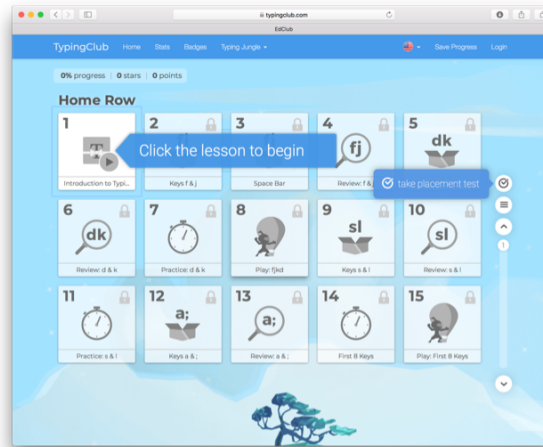 typingclub.com
EdClub
TypingClub Home Stats Badges Typing Jungle Save Progress Login
0% progress 0 stars 0 points
Home Row
1 2 3 4 5
fj
dk
T
Click the lesson to begin
Introduction to Typi... Keys f & j Space Bar Review: f &
take placement test
6 7 8 9 10
dk
sl
sl
Review: d & k Practice: d & k Play: fjkd Keys s & l Review: s & l
1
11 12 13 14 15
a;
a;
Practice: s & l Keys a & ; Review: a & ; First 8 Keys Play: First 8 Keys